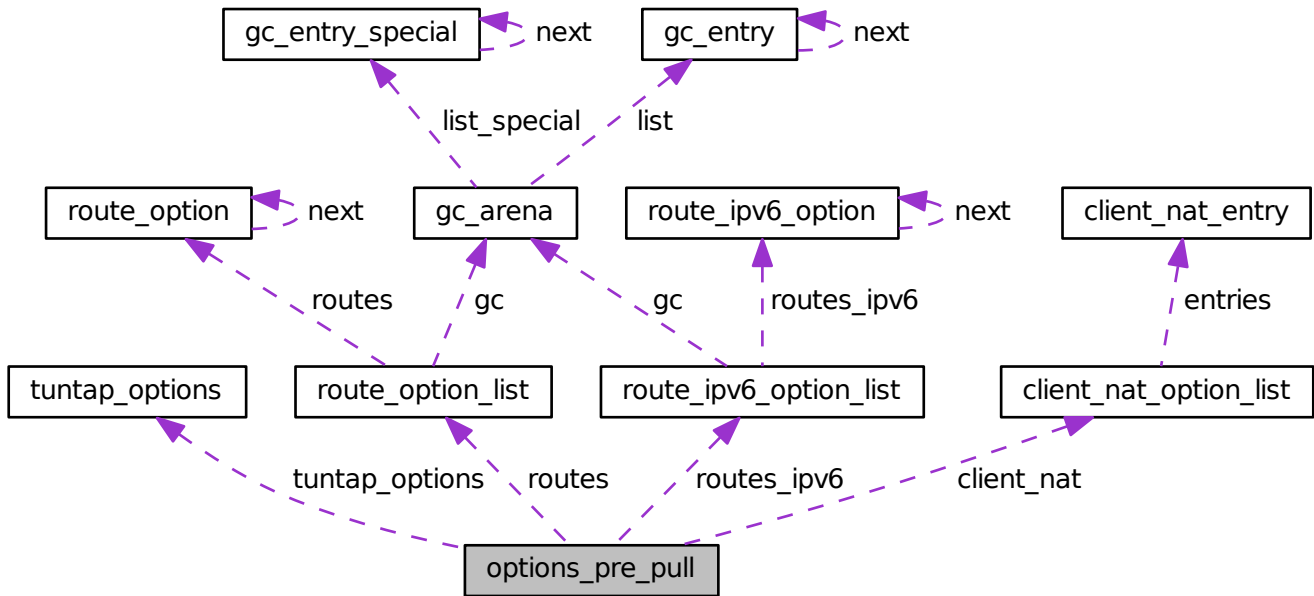 gc_entry_special
next
gc_entry
next
list_special
list
route_option
next
gc_arena
route_ipv6_option
next
client_nat_entry
routes
gc
gc
routes_ipv6
entries
tuntap_options
route_option_list
route_ipv6_option_list
client_nat_option_list
tuntap_options
routes
routes_ipv6
client_nat
options_pre_pull